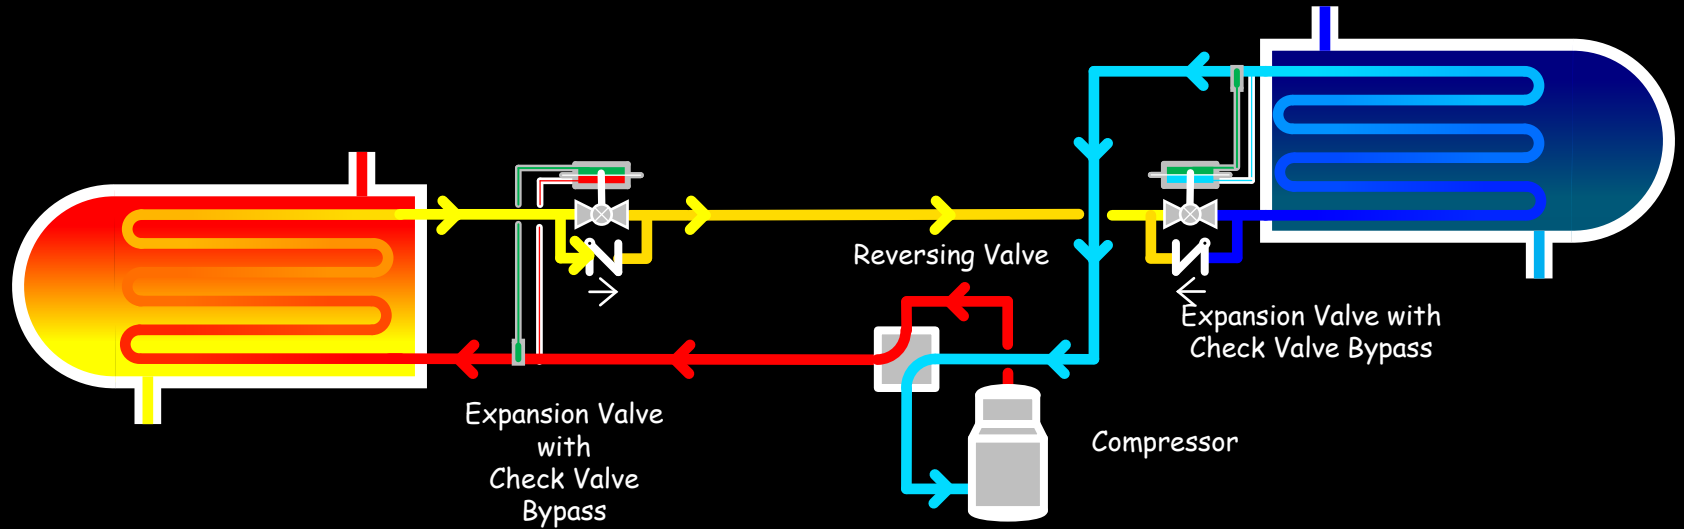 Reversing Valve
Expansion Valve with
Check Valve Bypass
Expansion Valve
with
Check Valve
Bypass
Compressor